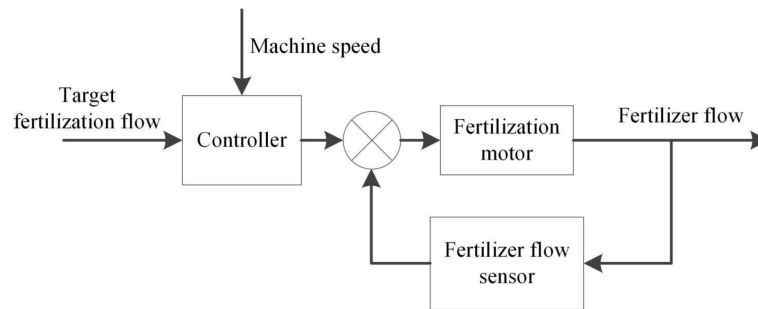 Machine speed
Target
fertilization flow
Controller
Fertilization
motor
Fertilizer flow
Fertilizer flow
sensor